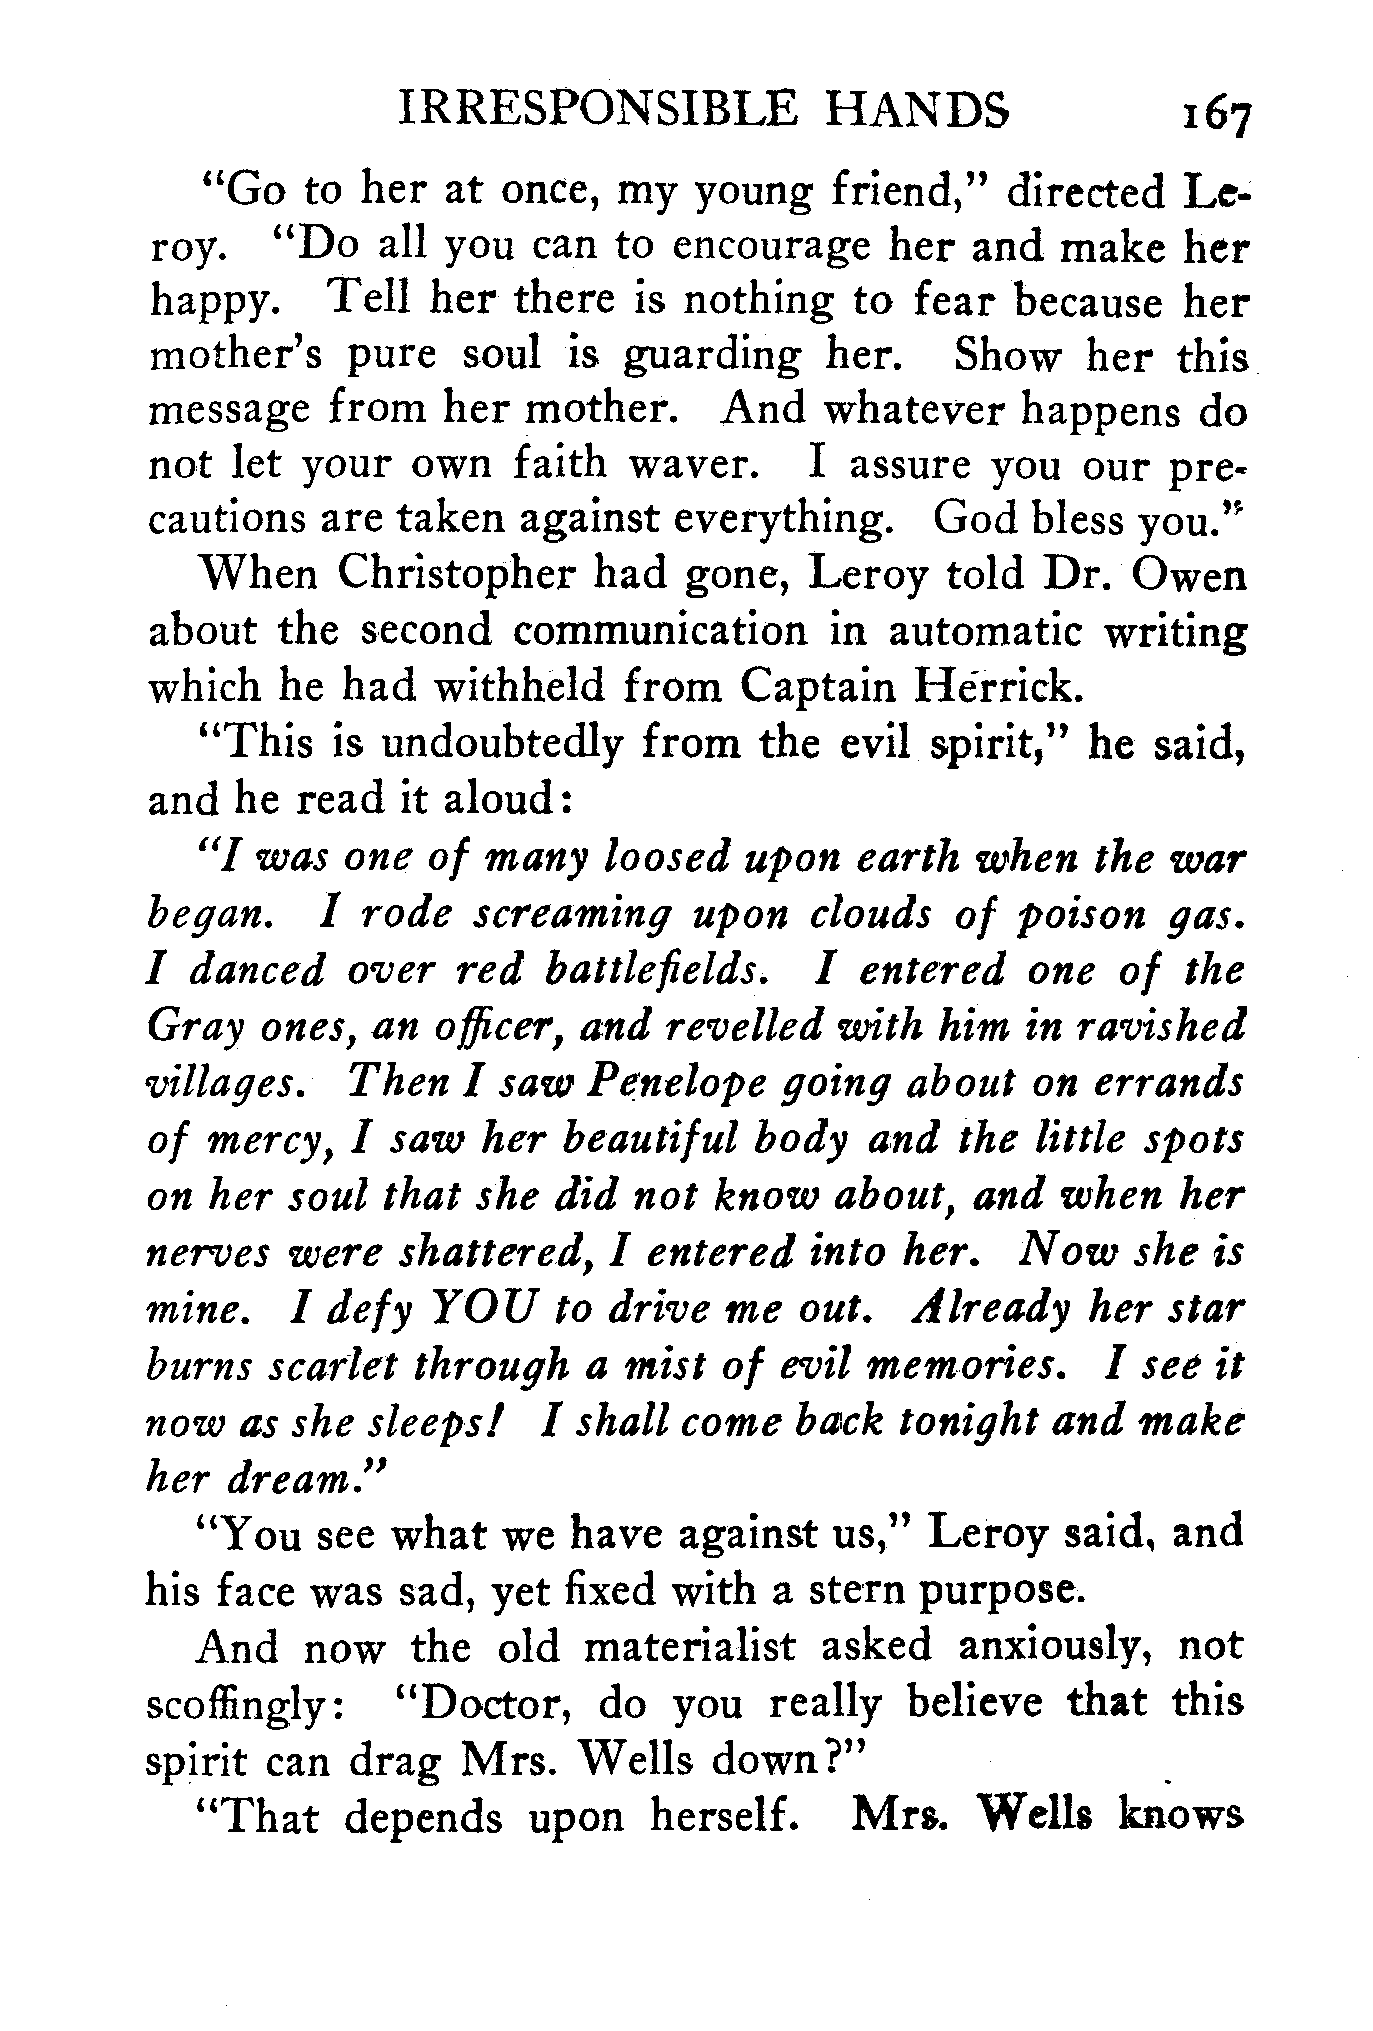 IRRESPONSIBLE HANDS 167
"Go to her at once, my young friend," directed Le-
roy. "Do all you can to encourage her and make her
happy. Tell her there is nothing to fear because her
mother's pure soul is guarding her. Show her this
message from her mother. And whatever happens do
not let your own faith waver. I assure you our pre-
cautions are taken against everything. God bless you."
When Christopher had gone, Leroy told Dr. Owen
about the second communication in automatic writing
which he had withheld from Captain Herrick.
"This is undoubtedly from the evil spirit," he said,
and he read it aloud:
"I was one of many loosed upon earth when the war
began. I rode screaming upon clouds of poison gas.
I danced over red battlefields. I entered one of the
Gray ones, an officer, and revelled with him in ravished
villages. Then I saw Penelope going about on errands
of mercy, I saw her beautiful body and the little spots
on her soul that she did not know about, and when her
nerves were shattered, I entered into her. Now she is
mine. I defy YOU to drive me out. Already her star
burns scarlet through a mist of evil memories. I see it
now as she sleeps! I shall come back tonight and make
her dream."
"You see what we have against us," Leroy said, and
his face was sad, yet fixed with a stern purpose.
And now the old materialist asked anxiously, not
scoffingly: "Doctor, do you really believe that this
spirit can drag Mrs. Wells down?"
"That depends upon herself. Mrs. Wells knows